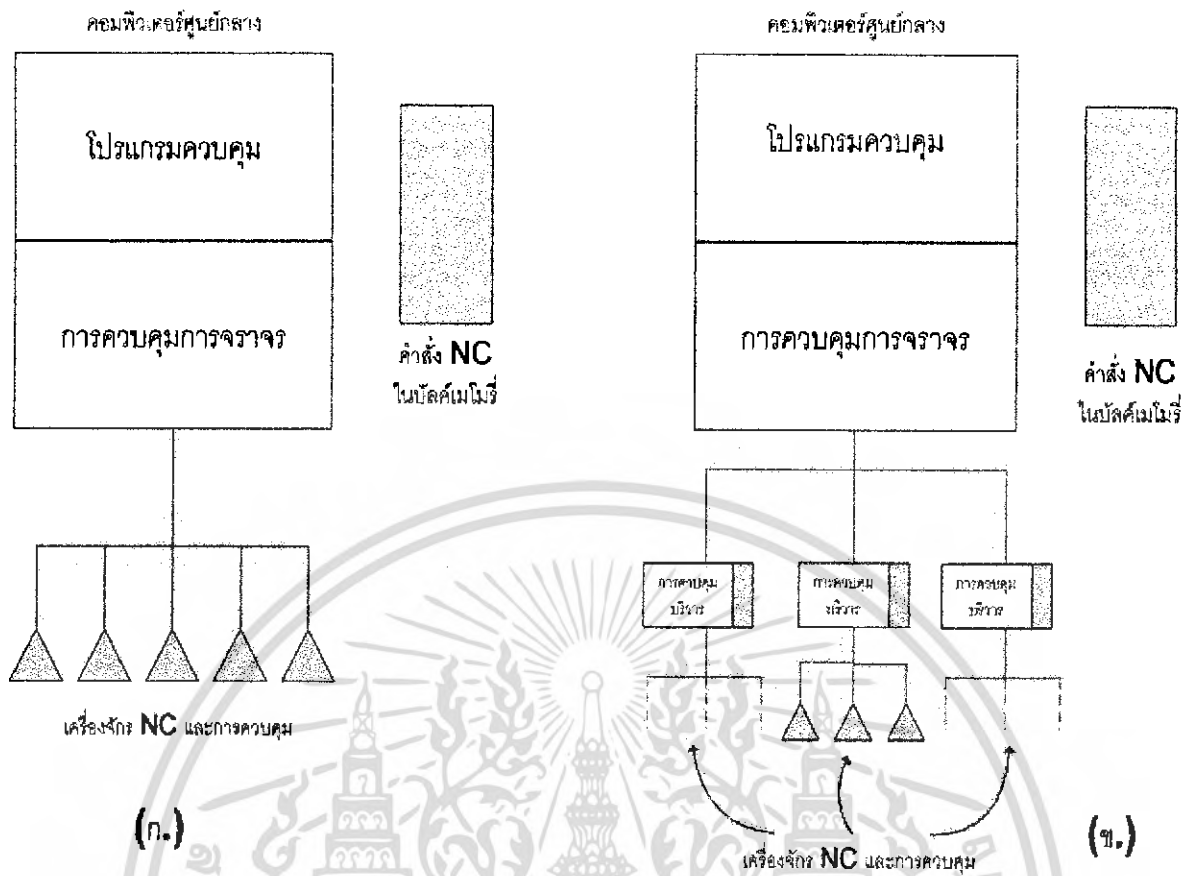 คอมพิวเตอร์ศูนย์กลาง
โปรแกรมควบคุม
การควบคุมการจราจร
คำสั่ง NC
ในบัลค์เมโมรี่
เครื่องจักร NC และการควบคุม
(ก.)
คอมพิวเตอร์ศูนย์กลาง
โปรแกรมควบคุม
การควบคุมการจราจร
คำสั่ง NC
ในบัลค์เมโมรี่
การควบคุม
บริวาร
การควบคุม
บริวาร
การควบคุม
บริวาร
เครื่องจักร NC และการควบคุม
(ข.)